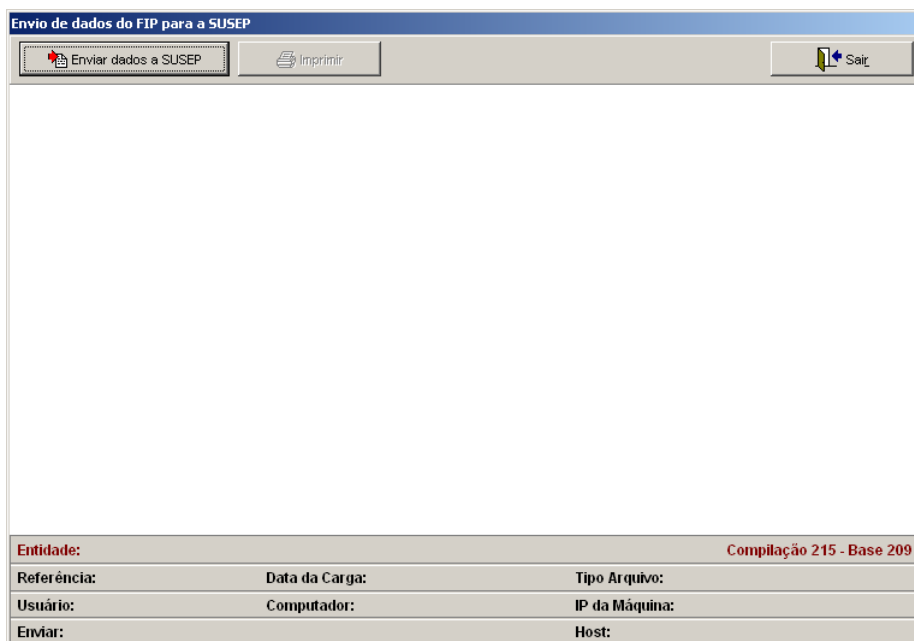 Envio de dados do FIP para a SUSEP
Enviar dados a SUSEP Imprimir Sair
Entidade: Compilação 215 - Base 209
Referência: Data da Carga: Tipo Arquivo:
Usuário: Computador: IP da Máquina:
Enviar: Host: